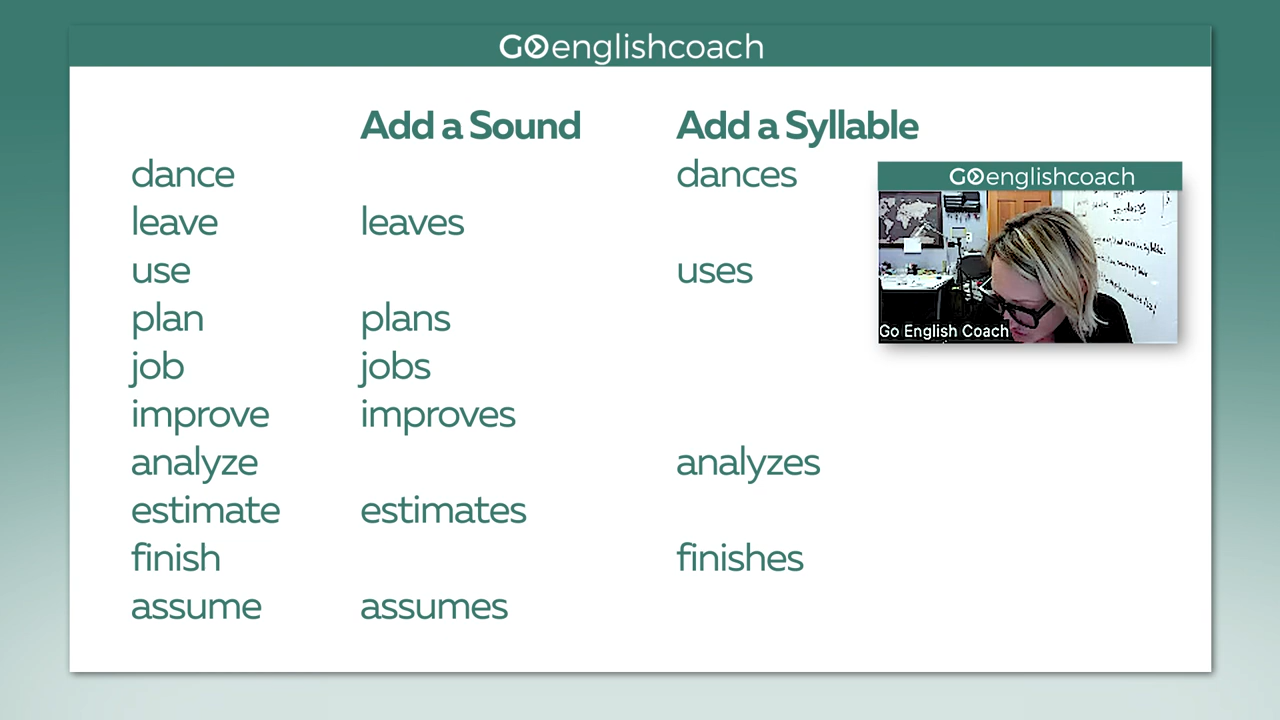 GOenglishcoach
Add a Sound Add a Syllable
dance dances
leave leaves
use uses
plan plans
job jobs
improve improves
analyze analyzes
estimate estimates
finish finishes
assume assumes
GOenglishcoach
Go English Coach